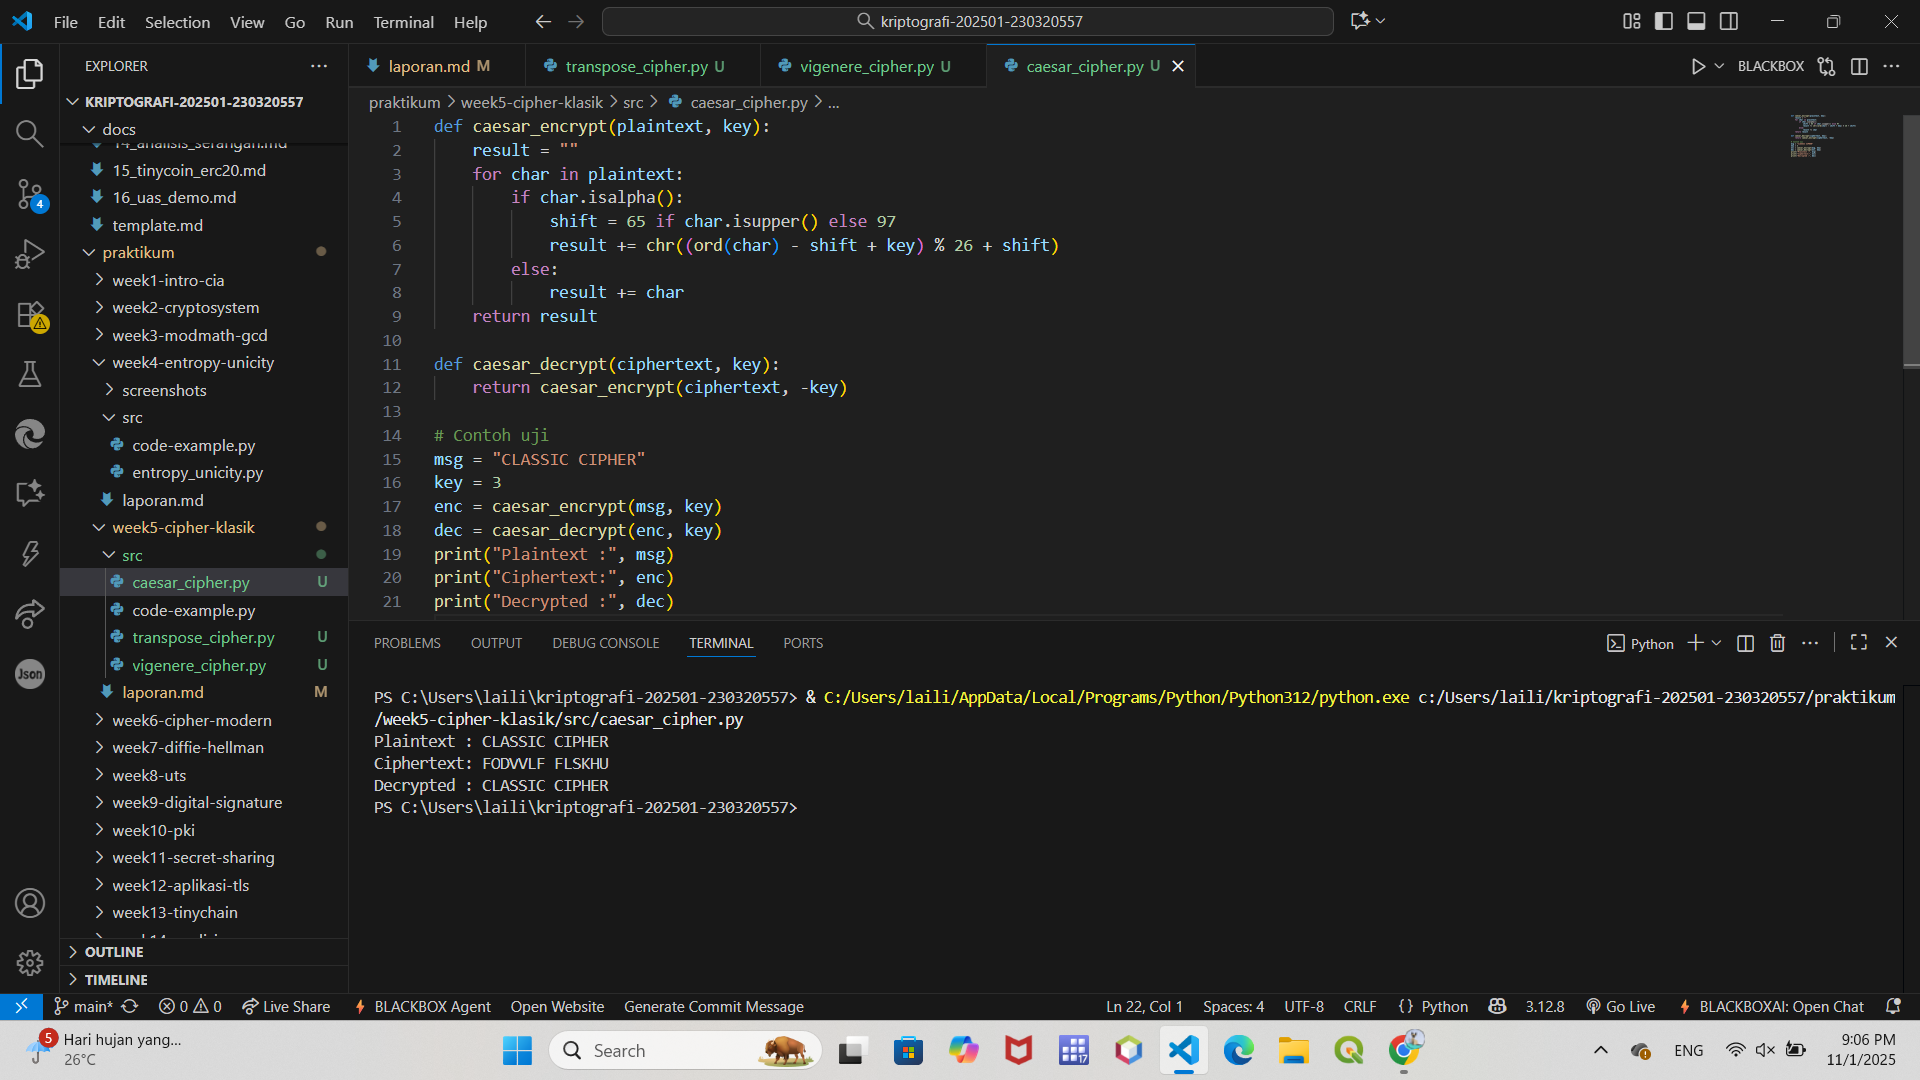 File Edit Selection View Go Run Terminal Help
kriptografi-202501-230320557
EXPLORER
KRIPTOGRAFI-202501-230320557
docs
14_analisis_serangan.md
15_tinycoin_erc20.md
16_uas_demo.md
template.md
praktikum
week1-intro-cia
week2-cryptosystem
week3-modmath-gcd
week4-entropy-unicity
screenshots
src
code-example.py
entropy_unicity.py
laporan.md
week5-cipher-klasik
src
caesar_cipher.py U
code-example.py
transpose_cipher.py U
vigenere_cipher.py U
laporan.md M
week6-cipher-modern
week7-diffie-hellman
week8-uts
week9-digital-signature
week10-pki
week11-secret-sharing
week12-aplikasi-tls
week13-tinychain
OUTLINE
TIMELINE
4
Json
laporan.md M
transpose_cipher.py U
vigenere_cipher.py U
caesar_cipher.py U
BLACKBOX
praktikum > week5-cipher-klasik > src > caesar_cipher.py > ...
1 def caesar_encrypt(plaintext, key):
2 result = ""
3 for char in plaintext:
4 if char.isalpha():
5 shift = 65 if char.isupper() else 97
6 result += chr((ord(char) - shift + key) % 26 + shift)
7 else:
8 result += char
9 return result
10
11 def caesar_decrypt(ciphertext, key):
12 return caesar_encrypt(ciphertext, -key)
13
14 # Contoh uji
15 msg = "CLASSIC CIPHER"
16 key = 3
17 enc = caesar_encrypt(msg, key)
18 dec = caesar_decrypt(enc, key)
19 print("Plaintext :", msg)
20 print("Ciphertext:", enc)
21 print("Decrypted :", dec)
PROBLEMS OUTPUT DEBUG CONSOLE TERMINAL PORTS
Python
PS C:\Users\laili\kriptografi-202501-230320557> & C:/Users/laili/AppData/Local/Programs/Python/Python312/python.exe c:/Users/laili/kriptografi-202501-230320557/praktikum
/week5-cipher-klasik/src/caesar_cipher.py
Plaintext : CLASSIC CIPHER
Ciphertext: FODVVLF FLSKHU
Decrypted : CLASSIC CIPHER
PS C:\Users\laili\kriptografi-202501-230320557>
main* 0 0 Live Share BLACKBOX Agent Open Website Generate Commit Message
Ln 22, Col 1 Spaces: 4 UTF-8 CRLF {} Python 3.12.8 Go Live BLACKBOXAI: Open Chat
5
Hari hujan yang...
26°C
Search
17
ENG
9:06 PM
11/1/2025